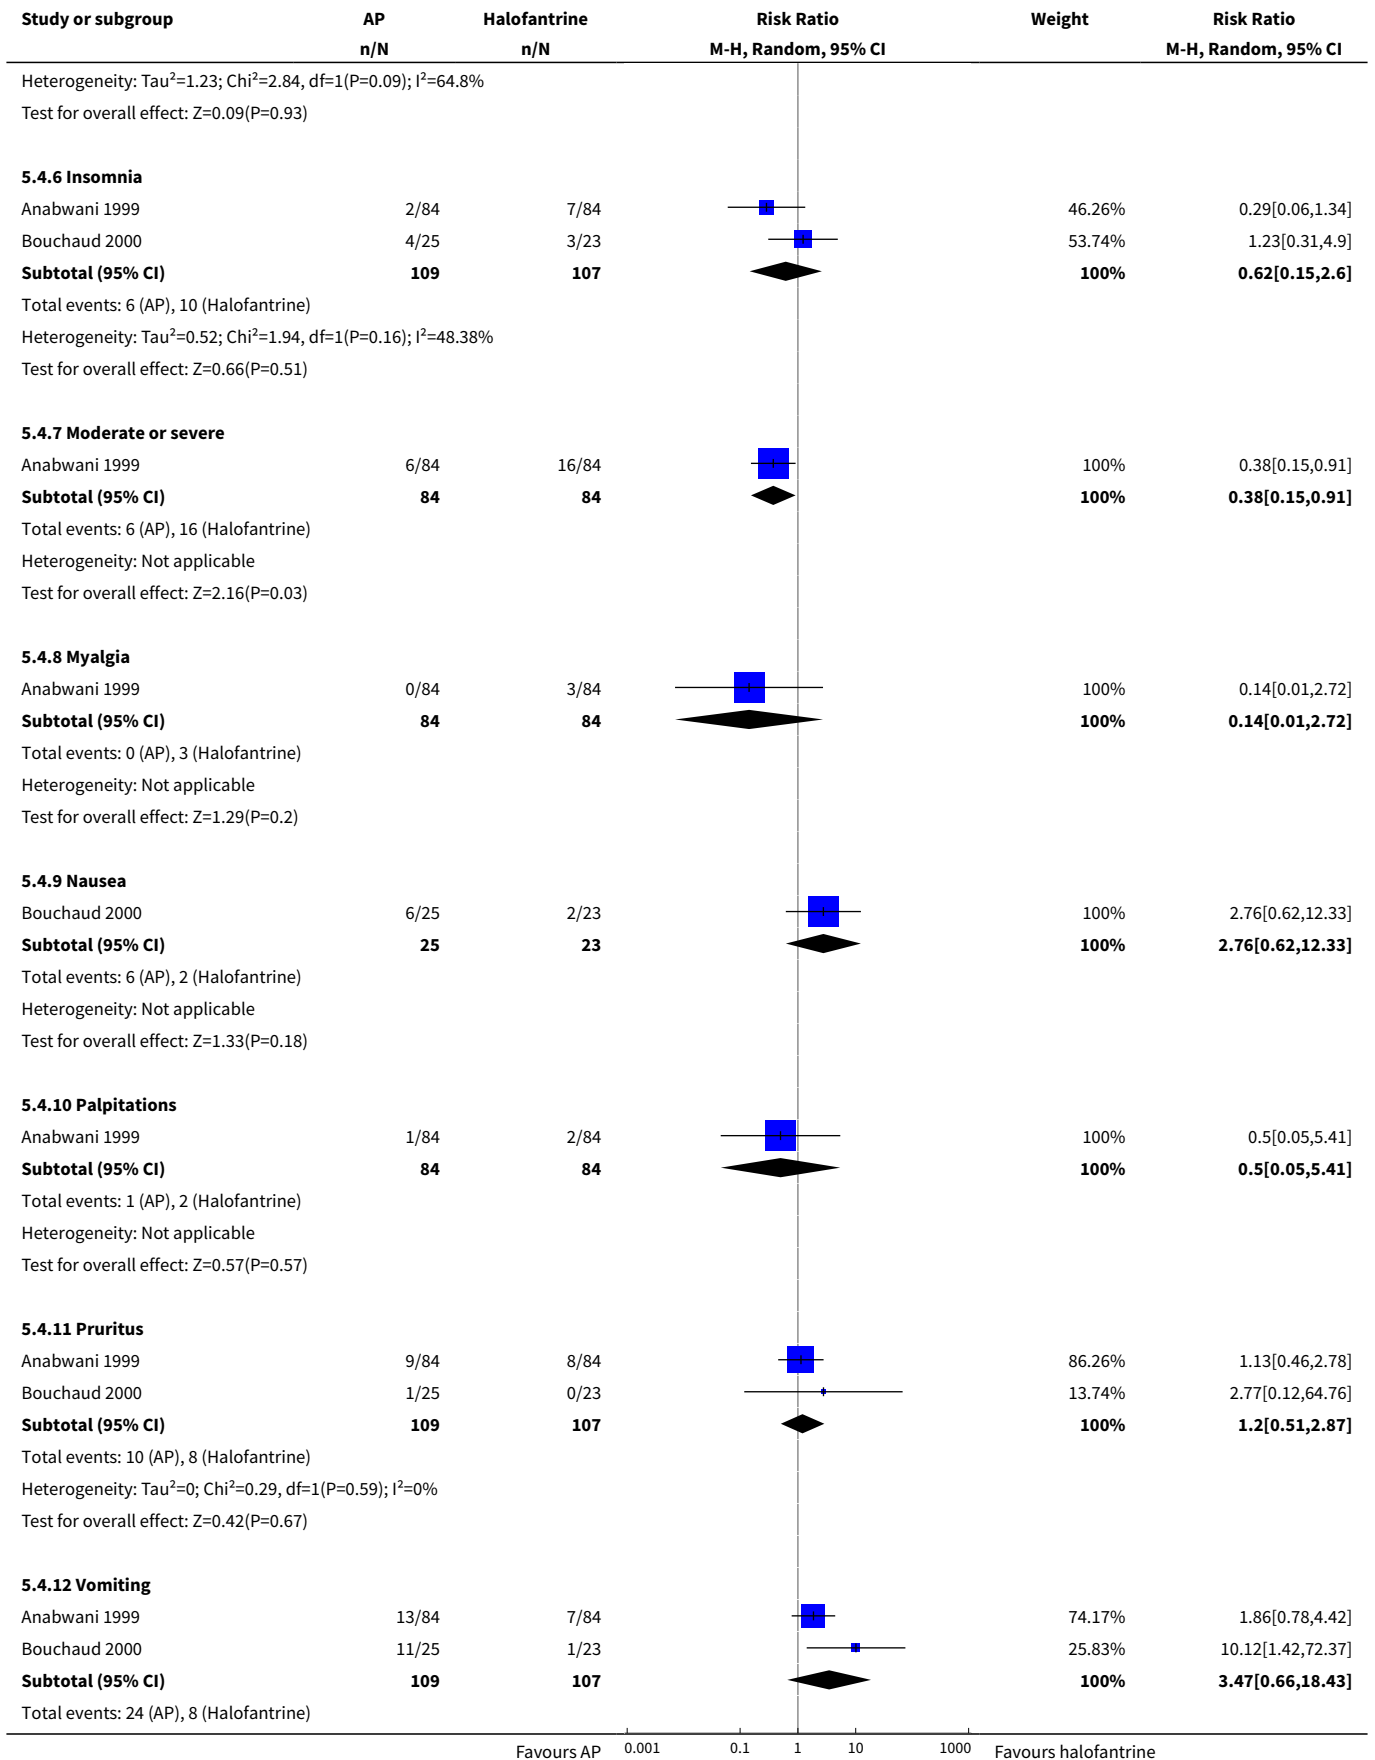 Study or subgroup AP Halofantrine Risk Ratio Weight Risk Ratio
n/N n/N M-H, Random, 95% CI M-H, Random, 95% CI
Heterogeneity: Tau²=1.23; Chi²=2.84, df=1(P=0.09); I²=64.8%
Test for overall effect: Z=0.09(P=0.93)
5.4.6 Insomnia
Anabwani 1999 2/84 7/84 46.26% 0.29[0.06,1.34]
Bouchaud 2000 4/25 3/23 53.74% 1.23[0.31,4.9]
Subtotal (95% CI) 109 107 100% 0.62[0.15,2.6]
Total events: 6 (AP), 10 (Halofantrine)
Heterogeneity: Tau²=0.52; Chi²=1.94, df=1(P=0.16); I²=48.38%
Test for overall effect: Z=0.66(P=0.51)
5.4.7 Moderate or severe
Anabwani 1999 6/84 16/84 100% 0.38[0.15,0.91]
Subtotal (95% CI) 84 84 100% 0.38[0.15,0.91]
Total events: 6 (AP), 16 (Halofantrine)
Heterogeneity: Not applicable
Test for overall effect: Z=2.16(P=0.03)
5.4.8 Myalgia
Anabwani 1999 0/84 3/84 100% 0.14[0.01,2.72]
Subtotal (95% CI) 84 84 100% 0.14[0.01,2.72]
Total events: 0 (AP), 3 (Halofantrine)
Heterogeneity: Not applicable
Test for overall effect: Z=1.29(P=0.2)
5.4.9 Nausea
Bouchaud 2000 6/25 2/23 100% 2.76[0.62,12.33]
Subtotal (95% CI) 25 23 100% 2.76[0.62,12.33]
Total events: 6 (AP), 2 (Halofantrine)
Heterogeneity: Not applicable
Test for overall effect: Z=1.33(P=0.18)
5.4.10 Palpitations
Anabwani 1999 1/84 2/84 100% 0.5[0.05,5.41]
Subtotal (95% CI) 84 84 100% 0.5[0.05,5.41]
Total events: 1 (AP), 2 (Halofantrine)
Heterogeneity: Not applicable
Test for overall effect: Z=0.57(P=0.57)
5.4.11 Pruritus
Anabwani 1999 9/84 8/84 86.26% 1.13[0.46,2.78]
Bouchaud 2000 1/25 0/23 13.74% 2.77[0.12,64.76]
Subtotal (95% CI) 109 107 100% 1.2[0.51,2.87]
Total events: 10 (AP), 8 (Halofantrine)
Heterogeneity: Tau²=0; Chi²=0.29, df=1(P=0.59); I²=0%
Test for overall effect: Z=0.42(P=0.67)
5.4.12 Vomiting
Anabwani 1999 13/84 7/84 74.17% 1.86[0.78,4.42]
Bouchaud 2000 11/25 1/23 25.83% 10.12[1.42,72.37]
Subtotal (95% CI) 109 107 100% 3.47[0.66,18.43]
Total events: 24 (AP), 8 (Halofantrine)
Favours AP 0.001 0.1 1 10 1000 Favours halofantrine